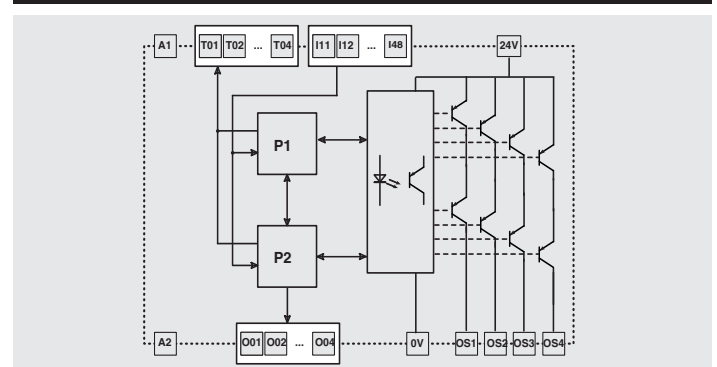 A1 T01 T02 ... T04 I11 I12 ... I48 24V
P1
P2
A2 O01 O02 ... O04 0V OS1 OS2 OS3 OS4